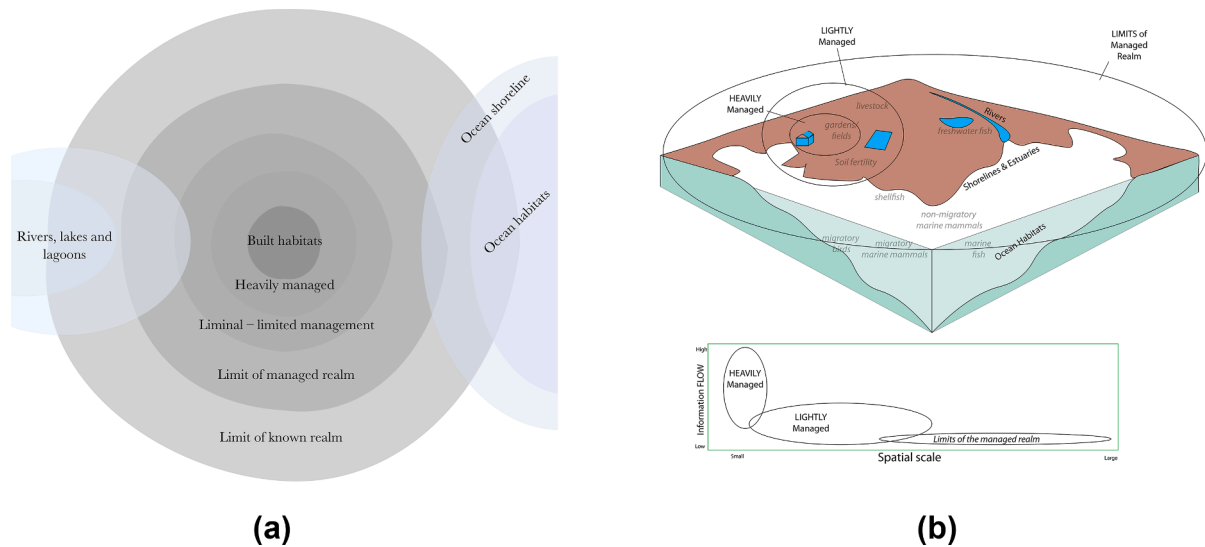 Ocean shoreline
Ocean habitats
Rivers, lakes and
lagoons
Built habitats
Heavily managed
Liminal – limited management
Limit of managed realm
Limit of known realm
(a)
LIGHTLY
Managed
LIMITS of
Managed
Realm
HEAVILY
Managed
livestock
gardens/
fields
Rivers
freshwater fish
Soil fertility
Shorelines & Estuaries
shellfish
non-migratory
marine mammals
migratory
birds
migratory
marine mammals
marine
fish
Ocean Habitats
High
Information FLOW
Low
HEAVILY
Managed
LIGHTLY
Managed
Limits of the managed realm
Small
Spatial scale
Large
(b)